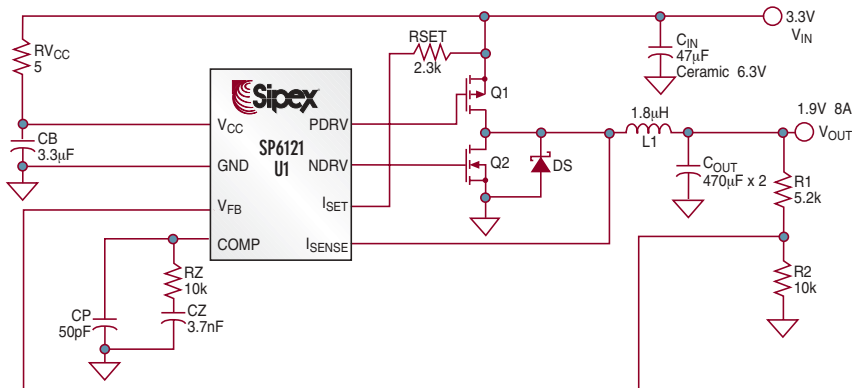 3.3V
V_IN
RV_CC
5
RSET
2.3k
C_IN
47µF
Ceramic 6.3V
Sipex
Q1
1.8µH
L1
1.9V 8A
V_OUT
V_CC
PDRV
CB
3.3µF
SP6121
U1
GND
NDRV
Q2
DS
C_OUT
470µF x 2
R1
5.2k
V_FB
I_SET
COMP
I_SENSE
RZ
10k
R2
10k
CP
50pF
CZ
3.7nF